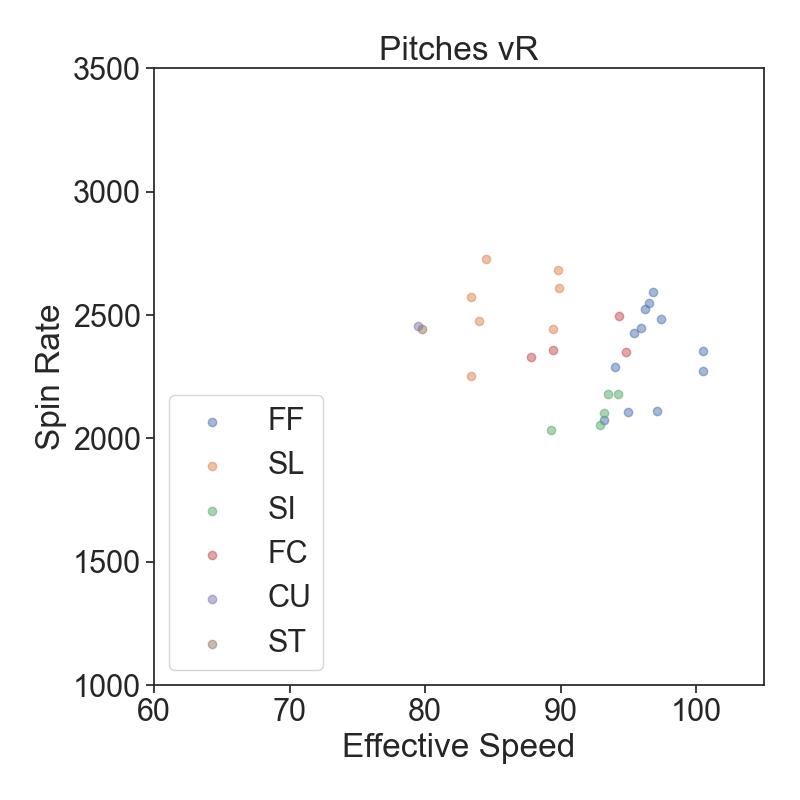 Pitches vR
3500
3000
2500
2000
1500
1000
Spin Rate
FF
SL
SI
FC
CU
ST
60 70 80 90 100
Effective Speed